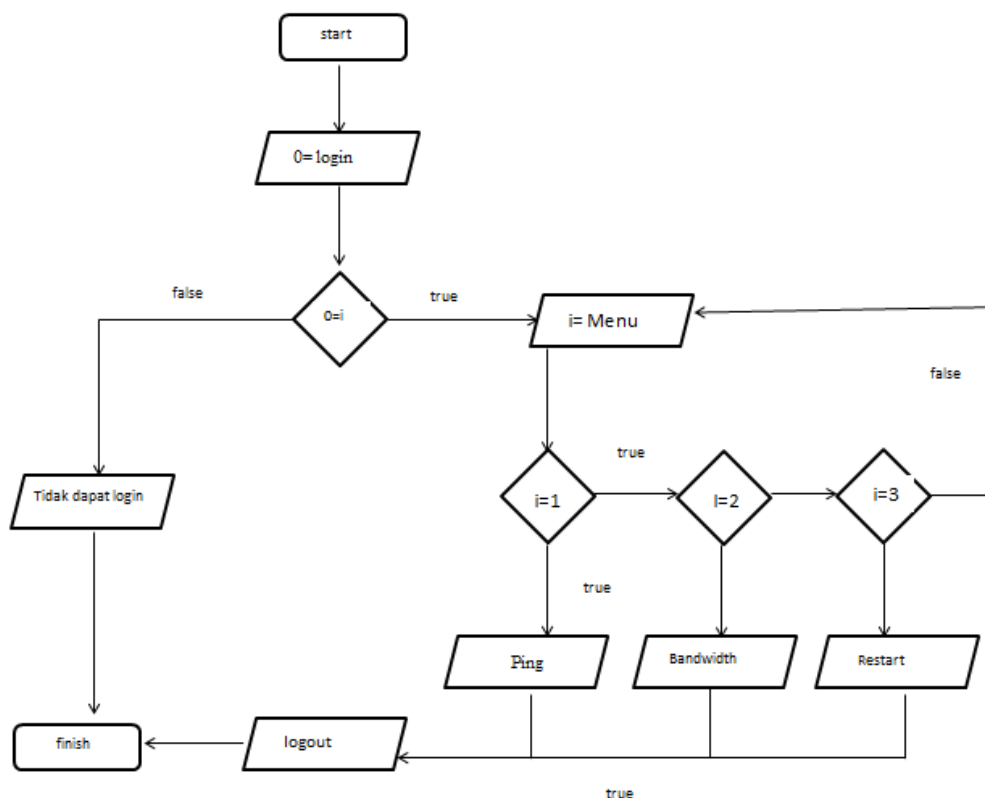 start
0=login
false
0=i
true
i= Menu
false
Tidak dapat login
true
i=1
I=2
i=3
true
Ping
Bandwidth
Restart
finish
logout
true